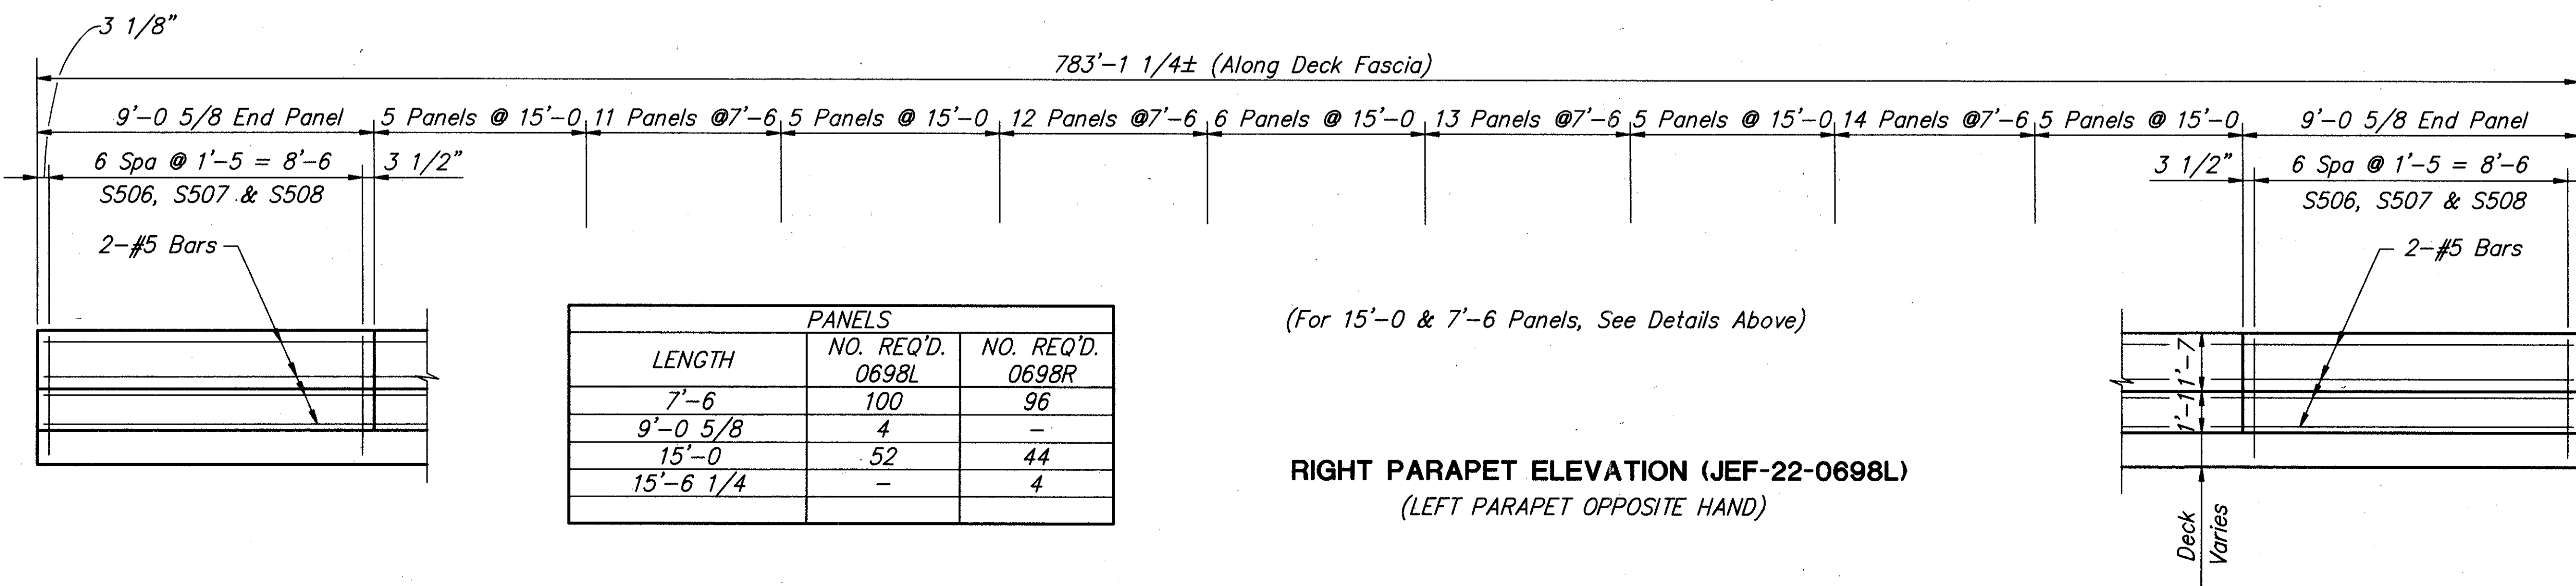 3 1/8"
783'-1 1/4± (Along Deck Fascia)
9'-0 5/8 End Panel 5 Panels @ 15'-0 11 Panels @7'-6 5 Panels @ 15'-0 12 Panels @7'-6 6 Panels @ 15'-0 13 Panels @7'-6 5 Panels @ 15'-0 14 Panels @7'-6 5 Panels @ 15'-0 9'-0 5/8 End Panel
6 Spa @ 1'-5 = 8'-6 3 1/2" 3 1/2" 6 Spa @ 1'-5 = 8'-6
S506, S507 & S508 S506, S507 & S508
2-#5 Bars 2-#5 Bars
PANELS
LENGTH NO. REQ'D. 0698L NO. REQ'D. 0698R
7'-6 100 96
9'-0 5/8 4 -
15'-0 52 44
15'-6 1/4 - 4
(For 15'-0 & 7'-6 Panels, See Details Above)
1'-7
1'-1
RIGHT PARAPET ELEVATION (JEF-22-0698L)
(LEFT PARAPET OPPOSITE HAND)
Deck
Varies